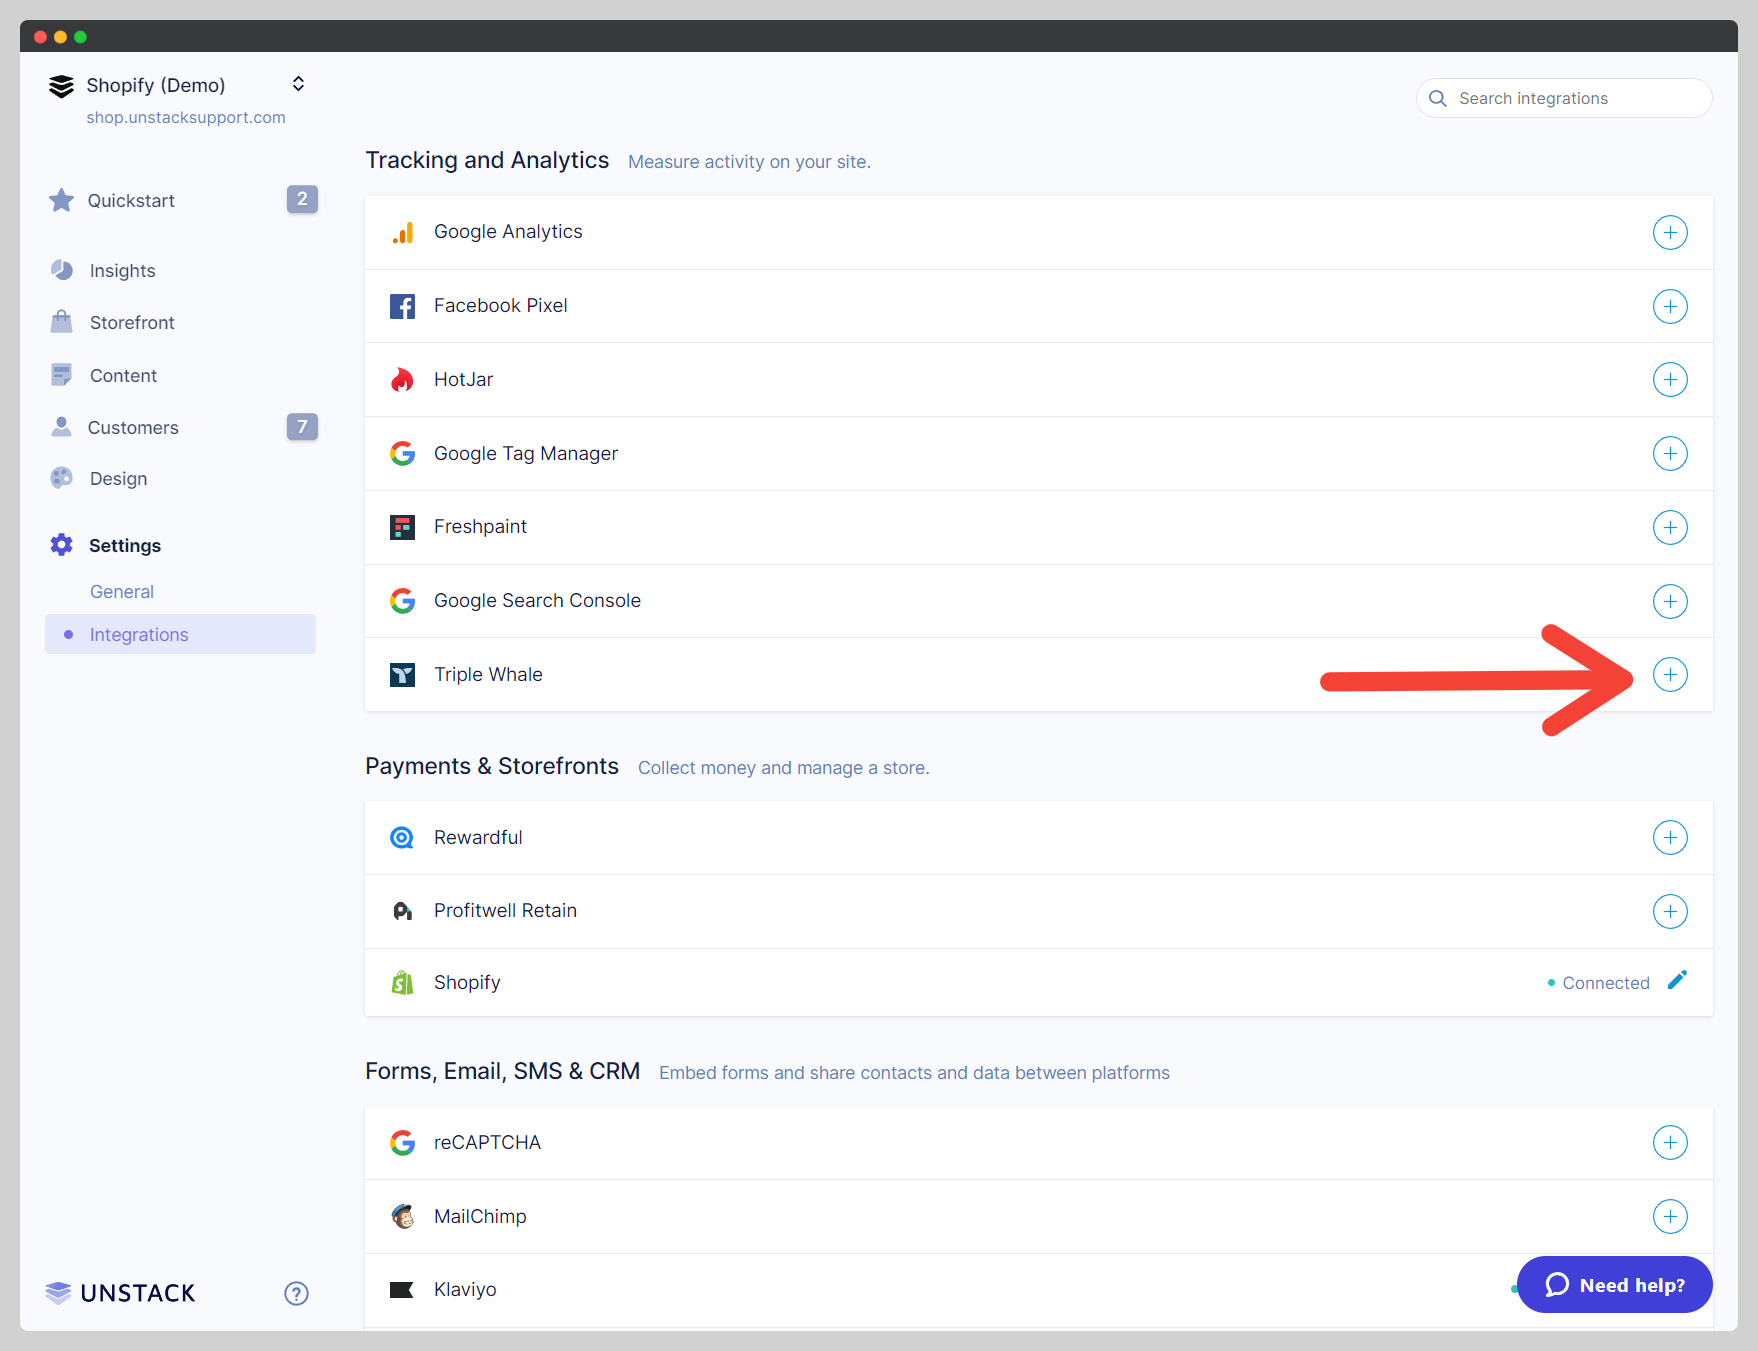 Shopify (Demo)
shop.unstacksupport.com
Search integrations
Quickstart 2
Insights
Storefront
Content
Customers 7
Design
Settings
General
Integrations
UNSTACK ?
Tracking and Analytics Measure activity on your site.
Google Analytics
Facebook Pixel
HotJar
Google Tag Manager
Freshpaint
Google Search Console
Triple Whale
Payments & Storefronts Collect money and manage a store.
Rewardful
Profitwell Retain
Shopify Connected
Forms, Email, SMS & CRM Embed forms and share contacts and data between platforms
reCAPTCHA
MailChimp
Klaviyo
Need help?